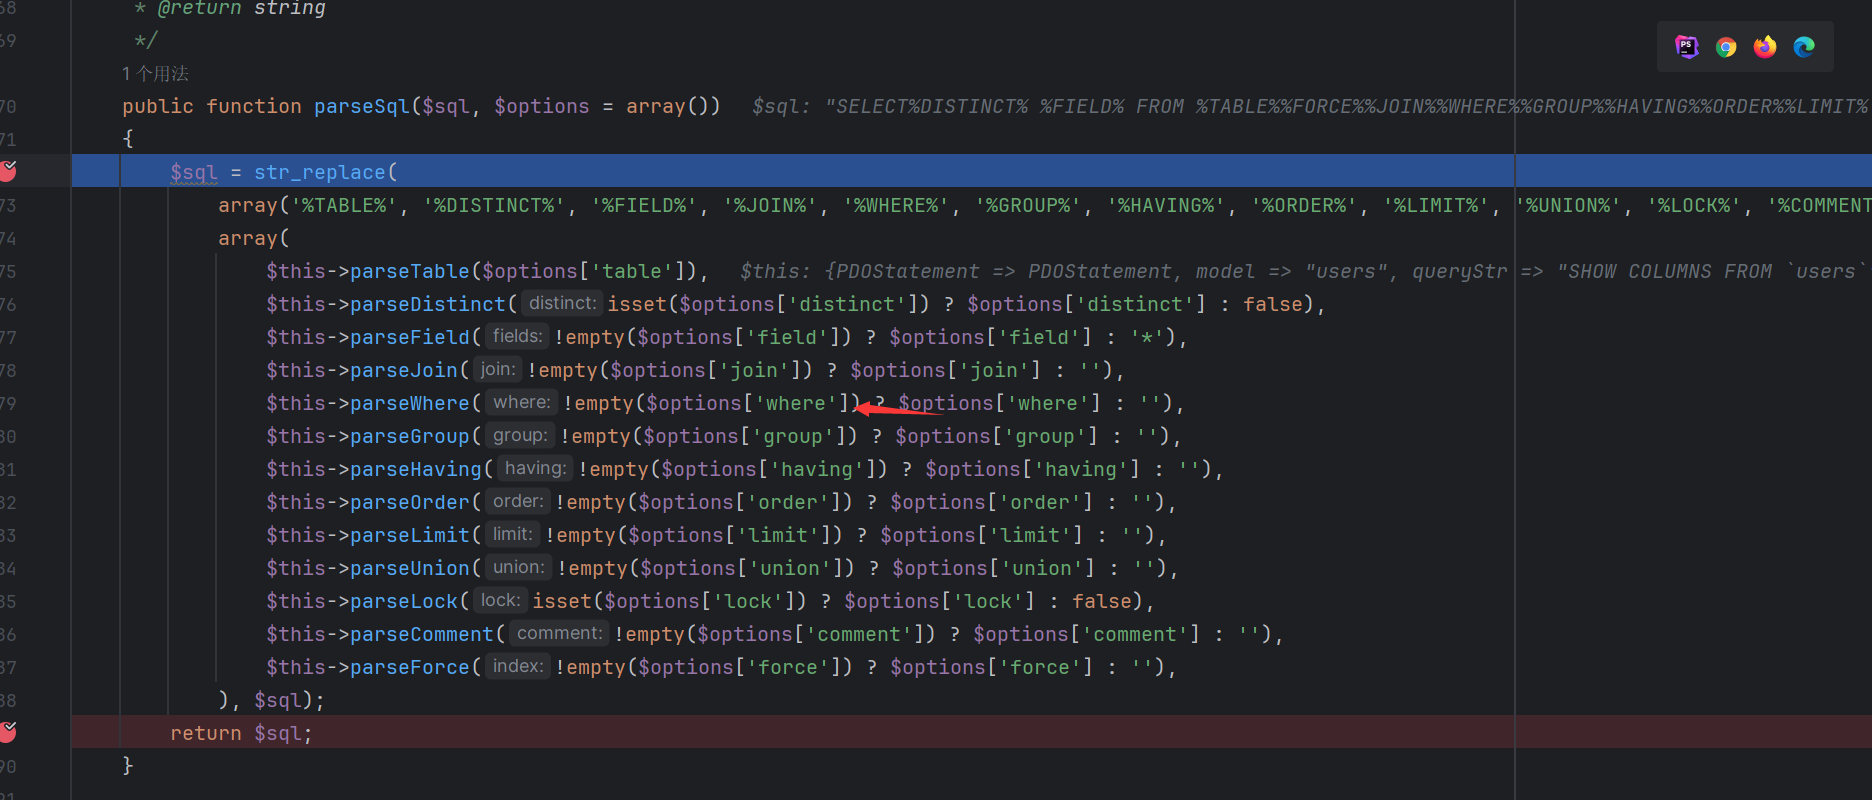 68 * @return string
69 */
1 个用法
70 public function parseSql($sql, $options = array()) $sql: "SELECT%DISTINCT% %FIELD% FROM %TABLE%%FORCE%%JOIN%%WHERE%%GROUP%%HAVING%%ORDER%%LIMIT%
71 {
$sql = str_replace(
73 array('%TABLE%', '%DISTINCT%', '%FIELD%', '%JOIN%', '%WHERE%', '%GROUP%', '%HAVING%', '%ORDER%', '%LIMIT%', '%UNION%', '%LOCK%', '%COMMENT
74 array(
75 $this->parseTable($options['table']), $this: {PDOStatement => PDOStatement, model => "users", queryStr => "SHOW COLUMNS FROM `users`
76 $this->parseDistinct( distinct: isset($options['distinct']) ? $options['distinct'] : false),
77 $this->parseField( fields: !empty($options['field']) ? $options['field'] : '*'),
78 $this->parseJoin( join: !empty($options['join']) ? $options['join'] : ''),
79 $this->parseWhere( where: !empty($options['where']) ? $options['where'] : ''),
80 $this->parseGroup( group: !empty($options['group']) ? $options['group'] : ''),
81 $this->parseHaving( having: !empty($options['having']) ? $options['having'] : ''),
82 $this->parseOrder( order: !empty($options['order']) ? $options['order'] : ''),
83 $this->parseLimit( limit: !empty($options['limit']) ? $options['limit'] : ''),
84 $this->parseUnion( union: !empty($options['union']) ? $options['union'] : ''),
85 $this->parseLock( lock: isset($options['lock']) ? $options['lock'] : false),
86 $this->parseComment( comment: !empty($options['comment']) ? $options['comment'] : ''),
87 $this->parseForce( index: !empty($options['force']) ? $options['force'] : ''),
88 ), $sql);
return $sql;
90 }
91
PS